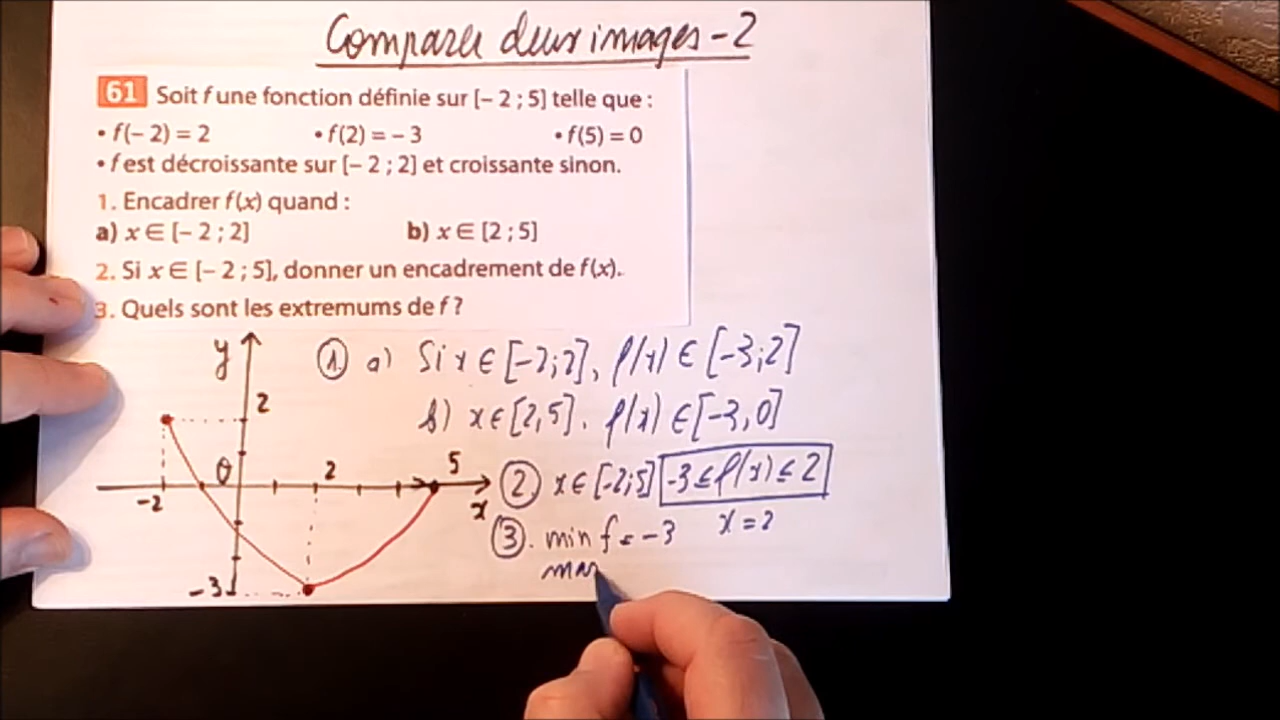 Comparer deux images - 2
61 Soit f une fonction définie sur [– 2 ; 5] telle que :
• f(– 2) = 2 • f(2) = – 3 • f(5) = 0
• f est décroissante sur [– 2 ; 2] et croissante sinon.
1. Encadrer f(x) quand :
a) x ∈ [– 2 ; 2] b) x ∈ [2 ; 5]
2. Si x ∈ [– 2 ; 5], donner un encadrement de f(x).
3. Quels sont les extremums de f ?
y
2
0
2
5
-2
x
-3
1. a) Si x ∈ [-2;2], f(x) ∈ [-3;2]
b) x ∈ [2,5]. f(x) ∈ [-3,0]
2) x ∈ [-2;5] -3 ≤ f(x) ≤ 2
3. min f = -3 x = 2
max